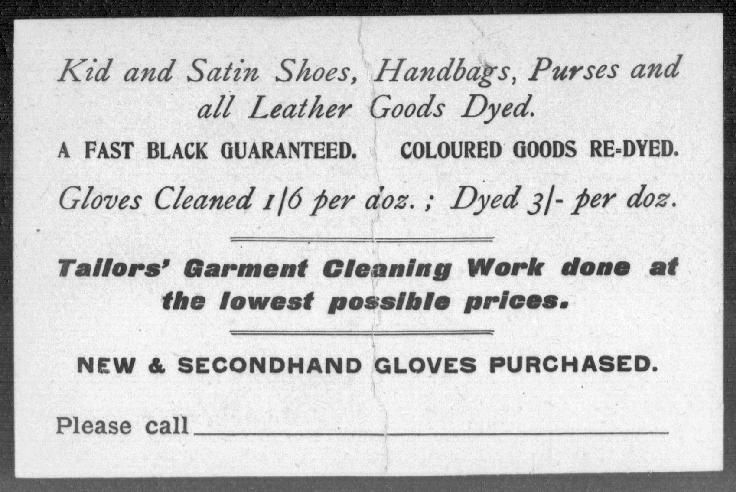 Kid and Satin Shoes, Handbags, Purses and
all Leather Goods Dyed.
A FAST BLACK GUARANTEED. COLOURED GOODS RE-DYED.
Gloves Cleaned 1/6 per doz. ; Dyed 3/- per doz.
Tailors' Garment Cleaning Work done at
the lowest possible prices.
NEW & SECONDHAND GLOVES PURCHASED.
Please call